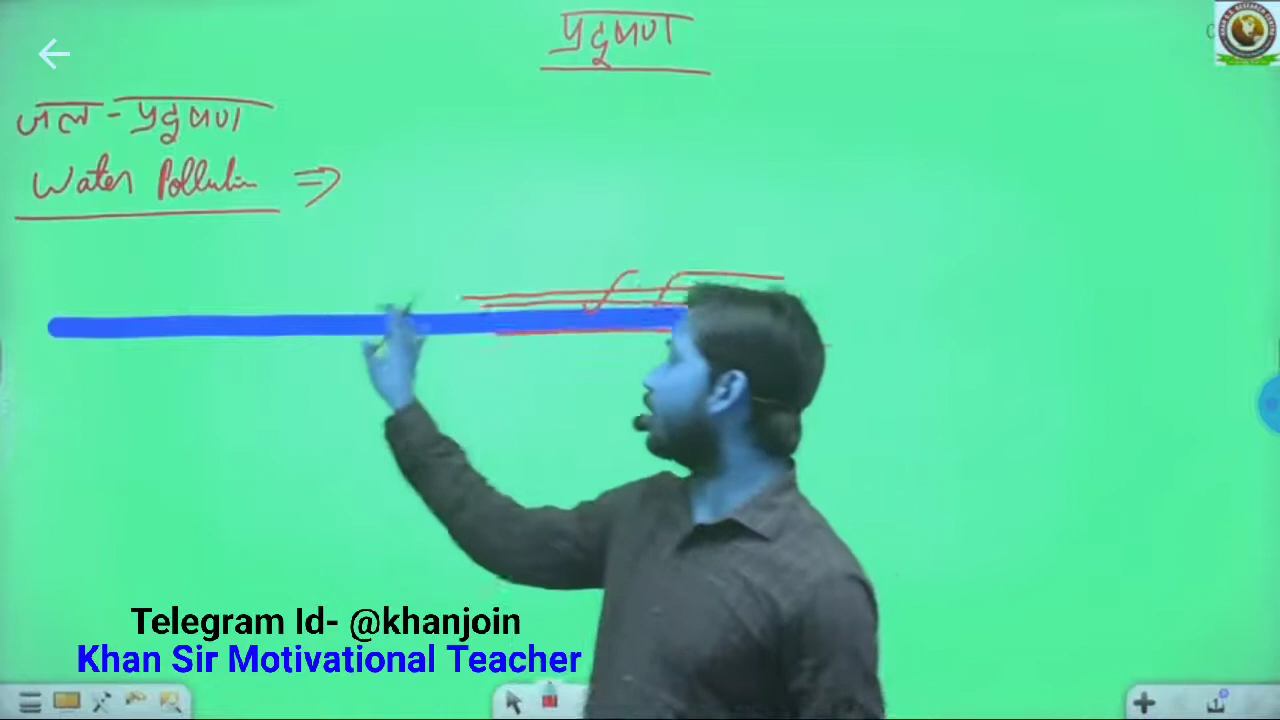 प्रदूषण
जल - प्रदूषण
Water Pollution ⇒
Telegram Id- @khanjoin
Khan Sir Motivational Teacher